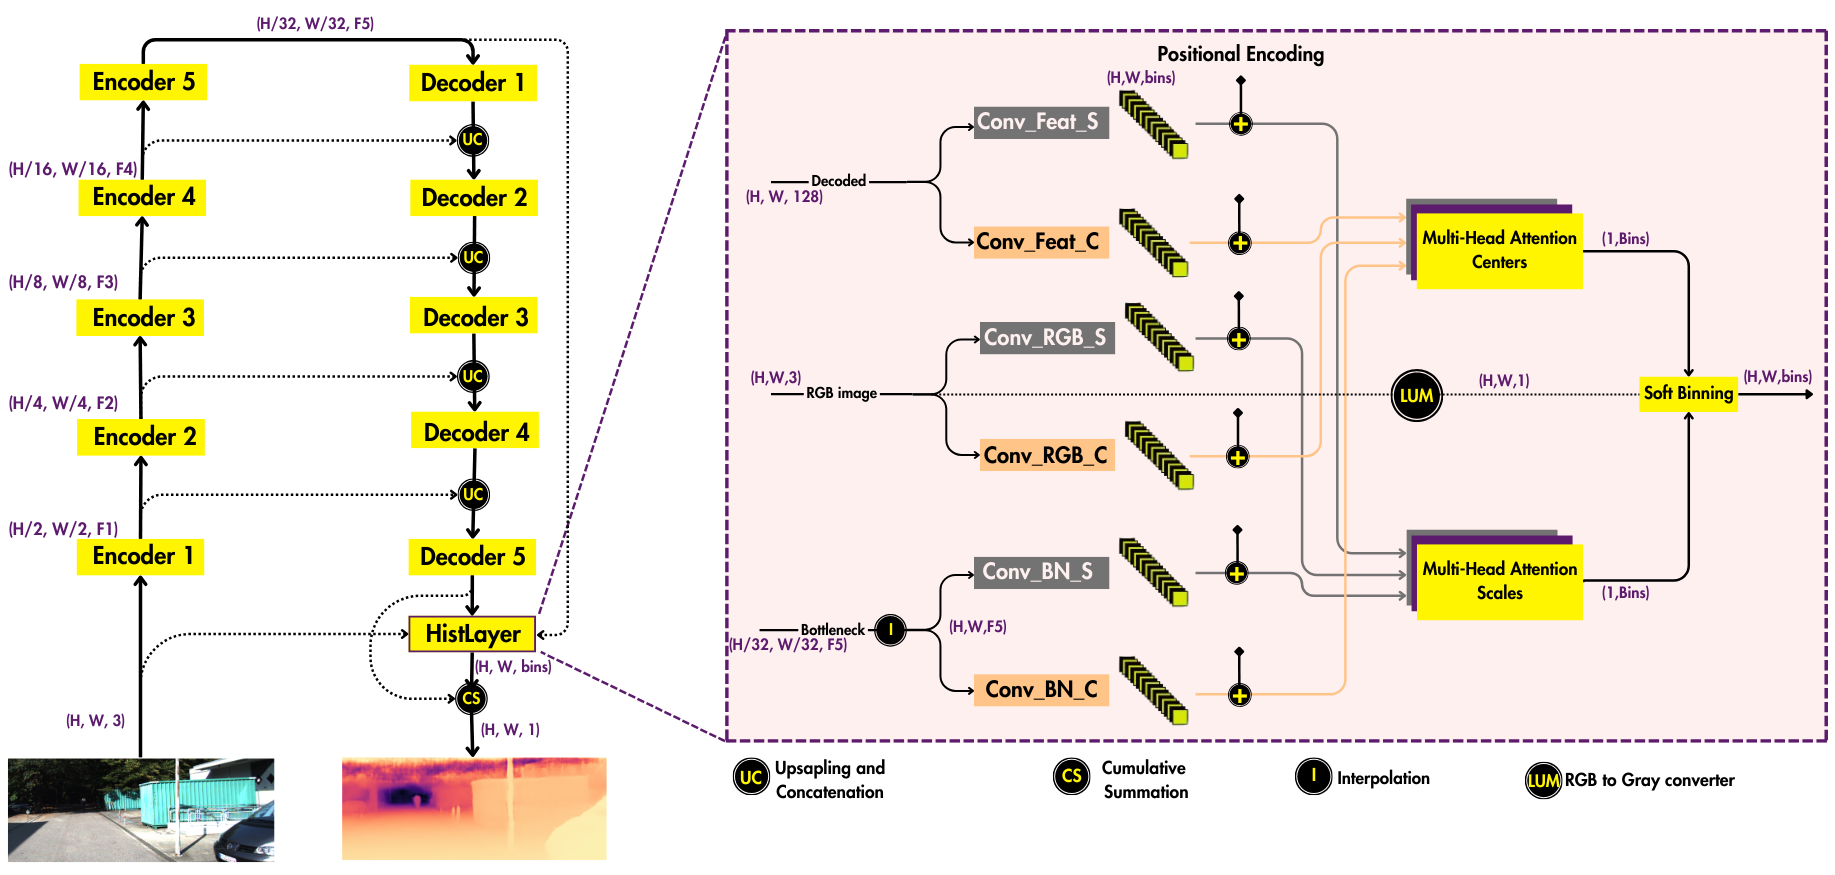 (H/32, W/32, F5)
Encoder 5
Decoder 1
UC
(H/16, W/16, F4)
Encoder 4
Decoder 2
UC
(H/8, W/8, F3)
Encoder 3
Decoder 3
UC
(H/4, W/4, F2)
Encoder 2
Decoder 4
UC
(H/2, W/2, F1)
Encoder 1
Decoder 5
HistLayer
(H, W, bins)
CS
(H, W, 3)
(H, W, 1)
Positional Encoding
(H,W,bins)
Conv_Feat_S
Decoded
(H, W, 128)
Conv_Feat_C
Multi-Head Attention
Centers
(1,Bins)
Conv_RGB_S
(H,W,3)
RGB image
LUM
(H,W,1)
Soft Binning
(H,W,bins)
Conv_RGB_C
Conv_BN_S
Multi-Head Attention
Scales
(1,Bins)
Bottleneck
I
(H,W,F5)
(H/32, W/32, F5)
Conv_BN_C
UC
Upsapling and
Concatenation
CS
Cumulative
Summation
I
Interpolation
LUM
RGB to Gray converter